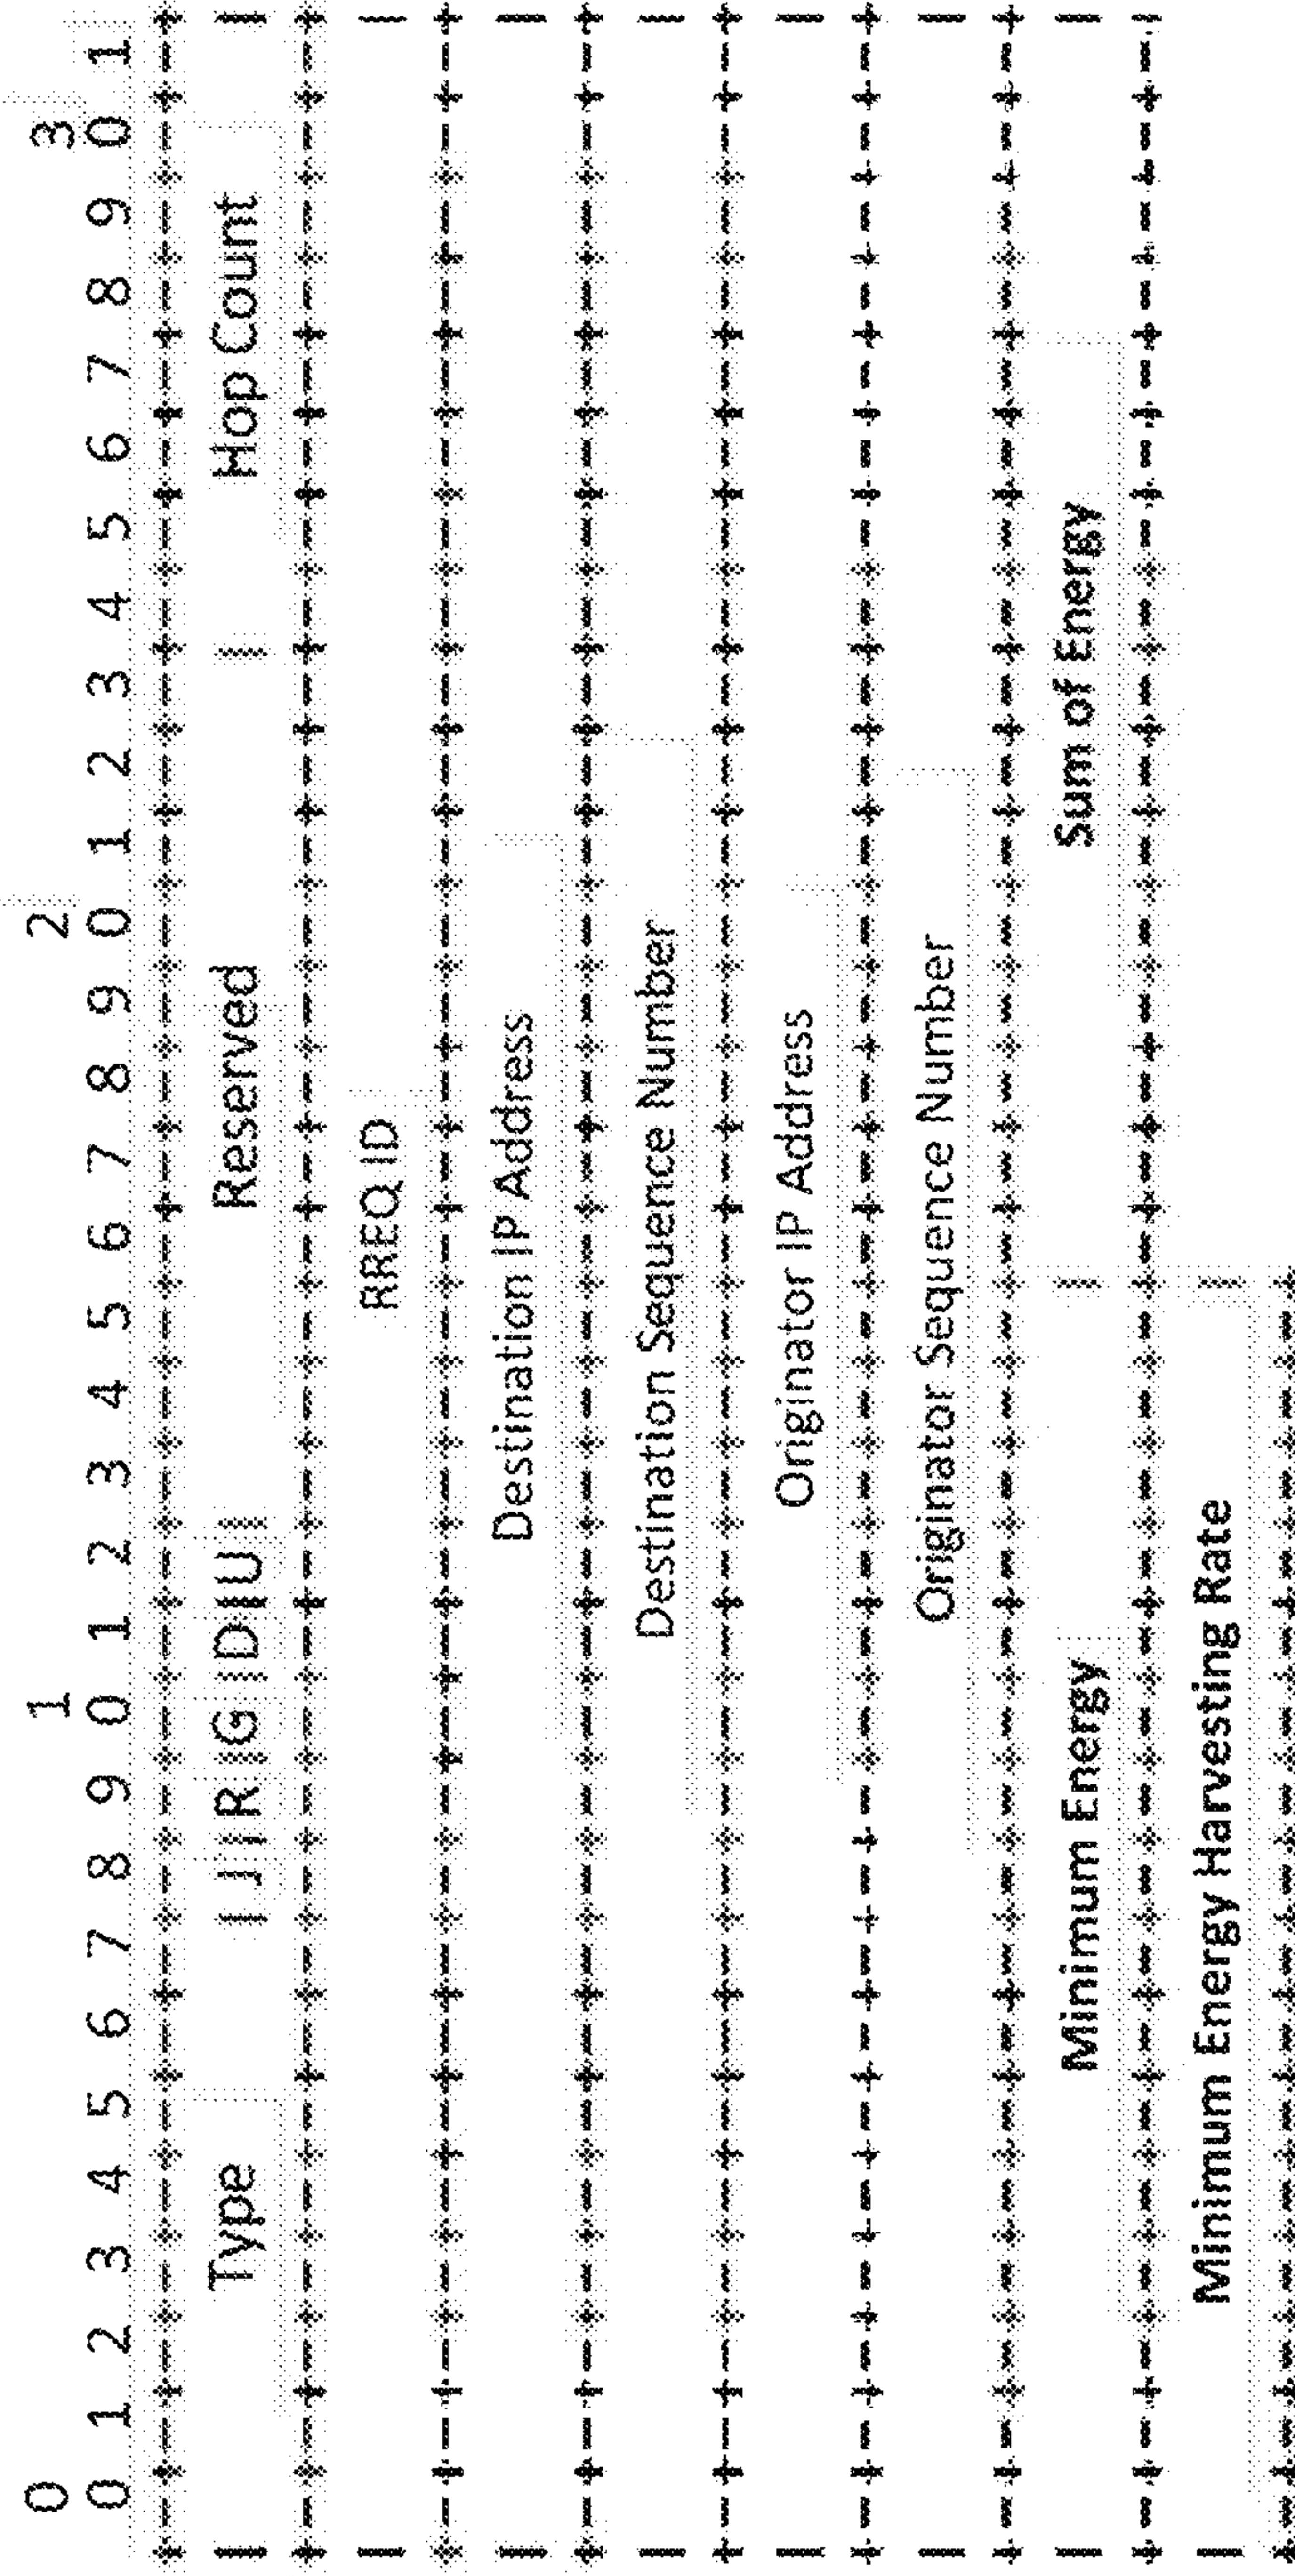 0 1 2 3
0 1 2 3 4 5 6 7 8 9 0 1 2 3 4 5 6 7 8 9 0 1 2 3 4 5 6 7 8 9 0 1
+-+-+-+-+-+-+-+-+-+-+-+-+-+-+-+-+-+-+-+-+-+-+-+-+-+-+-+-+-+-+-+-+
| Type |J|R|G|D|U| Reserved | Hop Count |
+-+-+-+-+-+-+-+-+-+-+-+-+-+-+-+-+-+-+-+-+-+-+-+-+-+-+-+-+-+-+-+-+
| RREQ ID |
+-+-+-+-+-+-+-+-+-+-+-+-+-+-+-+-+-+-+-+-+-+-+-+-+-+-+-+-+-+-+-+-+
| Destination IP Address |
+-+-+-+-+-+-+-+-+-+-+-+-+-+-+-+-+-+-+-+-+-+-+-+-+-+-+-+-+-+-+-+-+
| Destination Sequence Number |
+-+-+-+-+-+-+-+-+-+-+-+-+-+-+-+-+-+-+-+-+-+-+-+-+-+-+-+-+-+-+-+-+
| Originator IP Address |
+-+-+-+-+-+-+-+-+-+-+-+-+-+-+-+-+-+-+-+-+-+-+-+-+-+-+-+-+-+-+-+-+
| Originator Sequence Number |
+-+-+-+-+-+-+-+-+-+-+-+-+-+-+-+-+-+-+-+-+-+-+-+-+-+-+-+-+-+-+-+-+
| Minimum Energy | Sum of Energy |
+-+-+-+-+-+-+-+-+-+-+-+-+-+-+-+-+-+-+-+-+-+-+-+-+-+-+-+-+-+-+-+-+
| Minimum Energy Harvesting Rate |
+-+-+-+-+-+-+-+-+-+-+-+-+-+-+-+-+